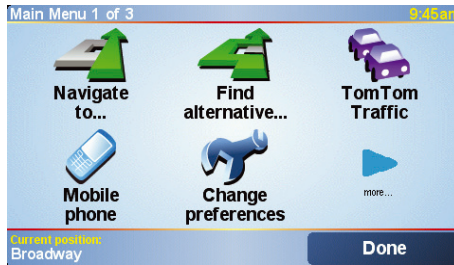 Main Menu 1 of 3
9:45am
Navigate
to...
Find
alternative...
TomTom
Traffic
Mobile
phone
Change
preferences
more...
Current position:
Broadway
Done